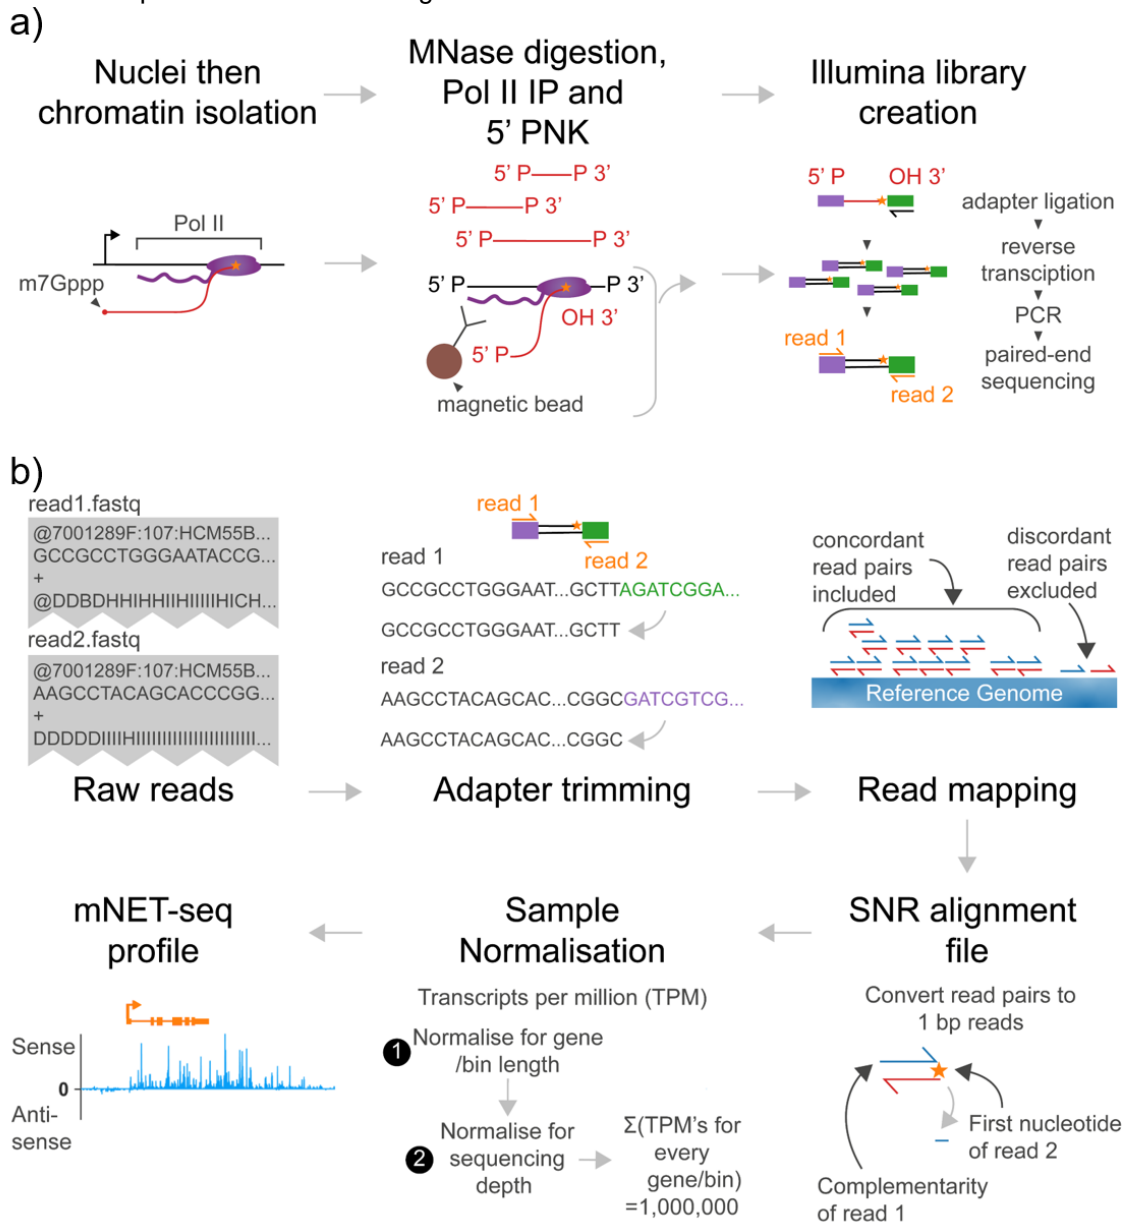 a)
Nuclei then
chromatin isolation
MNase digestion,
Pol II IP and
5’ PNK
Illumina library
creation
Pol II
m7Gppp
5’ P P 3’
5’ P P 3’
5’ P P 3’
5’ P P 3’
OH 3’
5’ P
magnetic bead
5’ P OH 3’
adapter ligation
reverse
transciption
PCR
paired-end
sequencing
read 1
read 2
b)
read1.fastq
@7001289F:107:HCM55B...
GCCGCCTGGGAATACCG...
+
@DDBDHHIHHIIHIIIIIHICH...
read2.fastq
@7001289F:107:HCM55B...
AAGCCTACAGCACCCGG...
+
Raw reads
read 1
read 2
read 1
GCCGCCTGGGAAT...GCTTAGATCGGA...
GCCGCCTGGGAAT...GCTT
read 2
AAGCCTACAGCAC...CGGCGATCGTCG...
AAGCCTACAGCAC...CGGC
Adapter trimming
concordant
read pairs
included
discordant
read pairs
excluded
Reference Genome
Read mapping
SNR alignment
file
Convert read pairs to
1 bp reads
First nucleotide
of read 2
Complementarity
of read 1
Sample
Normalisation
Transcripts per million (TPM)
1
Normalise for gene
/bin length
2
Normalise for
sequencing
depth
Σ(TPM’s for
every
gene/bin)
=1,000,000
mNET-seq
profile
Sense
0
Anti-
sense